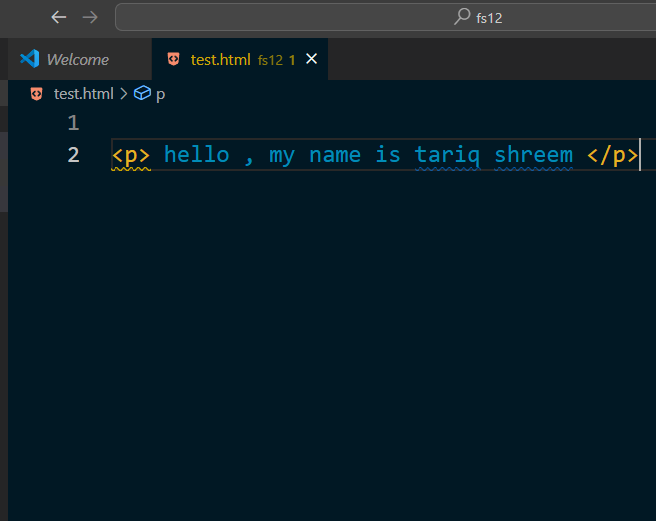 fs12
Welcome
test.html fs12 1
test.html > p
1
2 <p> hello , my name is tariq shreem </p>